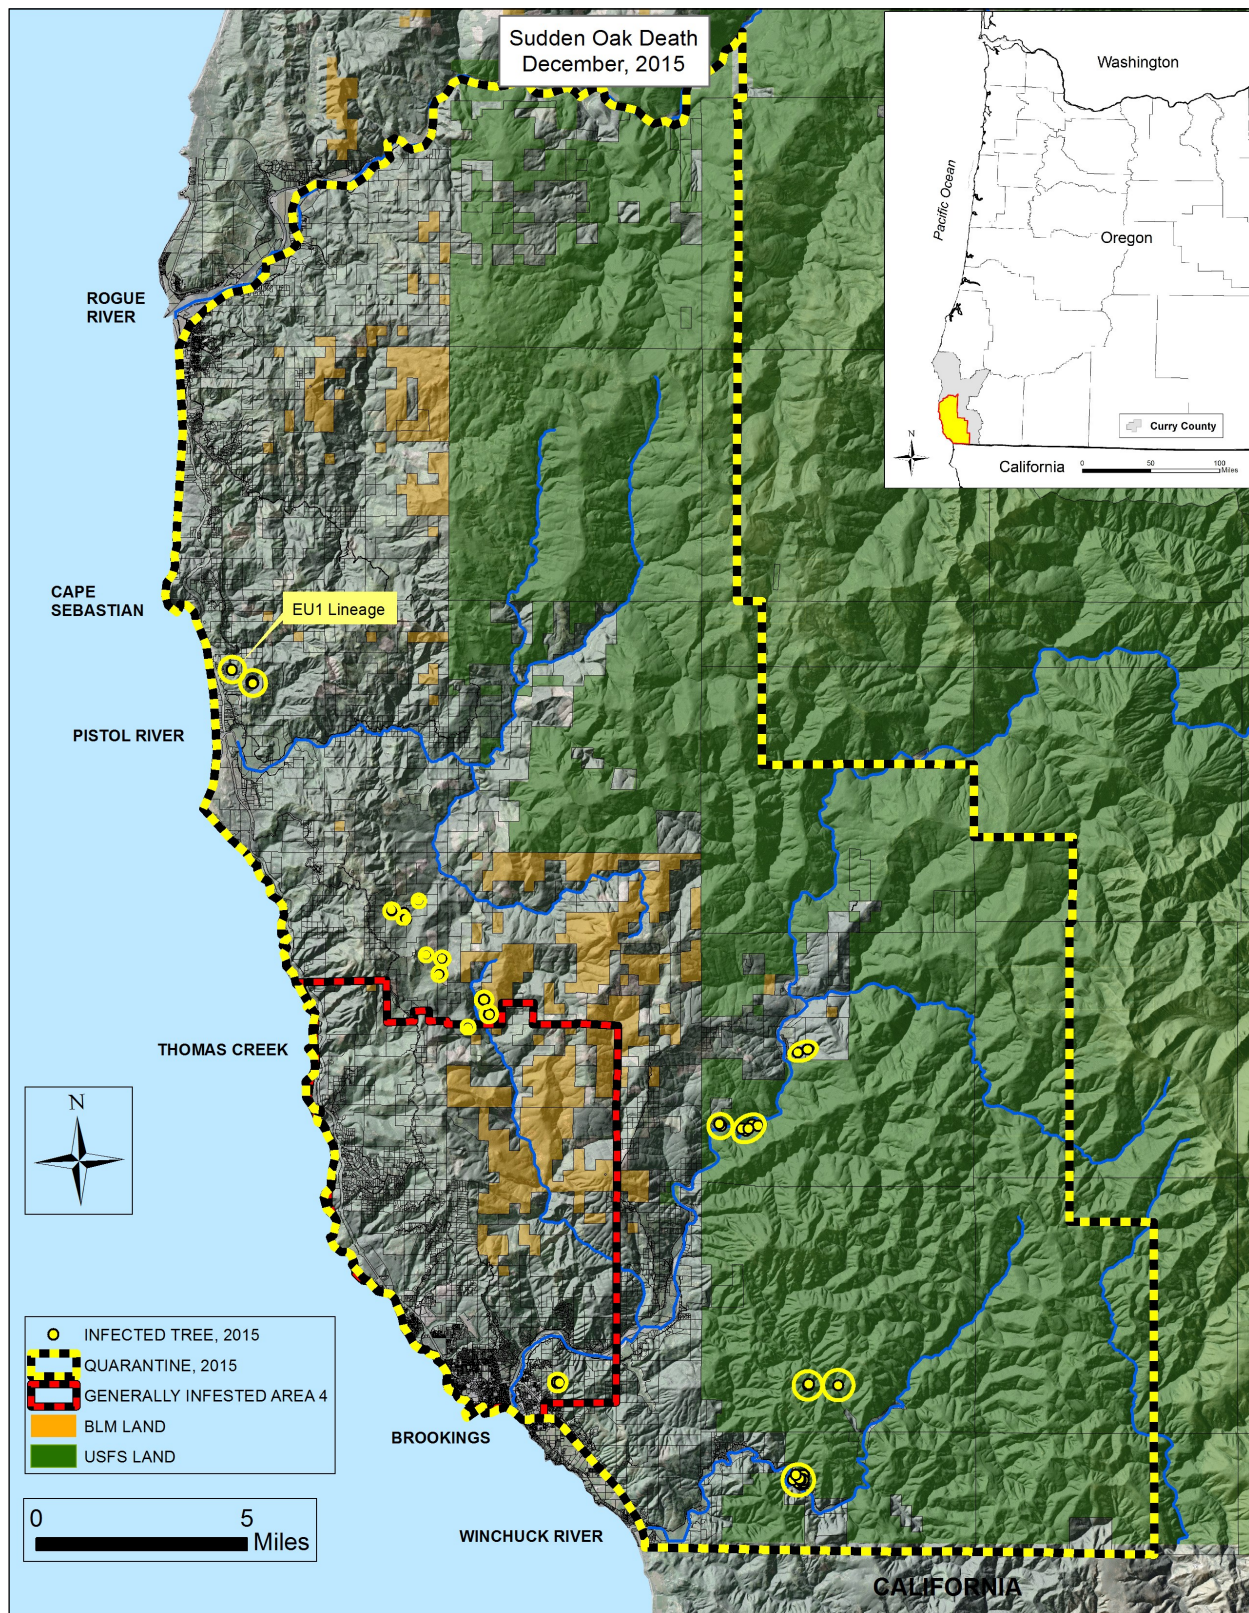 Sudden Oak Death
December, 2015
Washington
Pacific Ocean
Oregon
Curry County
N
California
0 50 100
Miles
ROGUE
RIVER
CAPE
SEBASTIAN
EU1 Lineage
PISTOL RIVER
THOMAS CREEK
N
INFECTED TREE, 2015
QUARANTINE, 2015
GENERALLY INFESTED AREA 4
BLM LAND
USFS LAND
BROOKINGS
0 5
Miles
WINCHUCK RIVER
CALIFORNIA